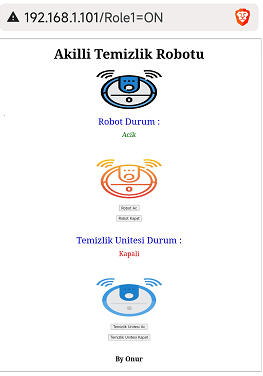 192.168.1.101/Role1=ON
Akilli Temizlik Robotu
Robot Durum :
Acik
Robot Ac
Robot Kapat
Temizlik Unitesi Durum :
Kapali
Temizlik Unitesi Ac
Temizlik Unitesi Kapat
By Onur